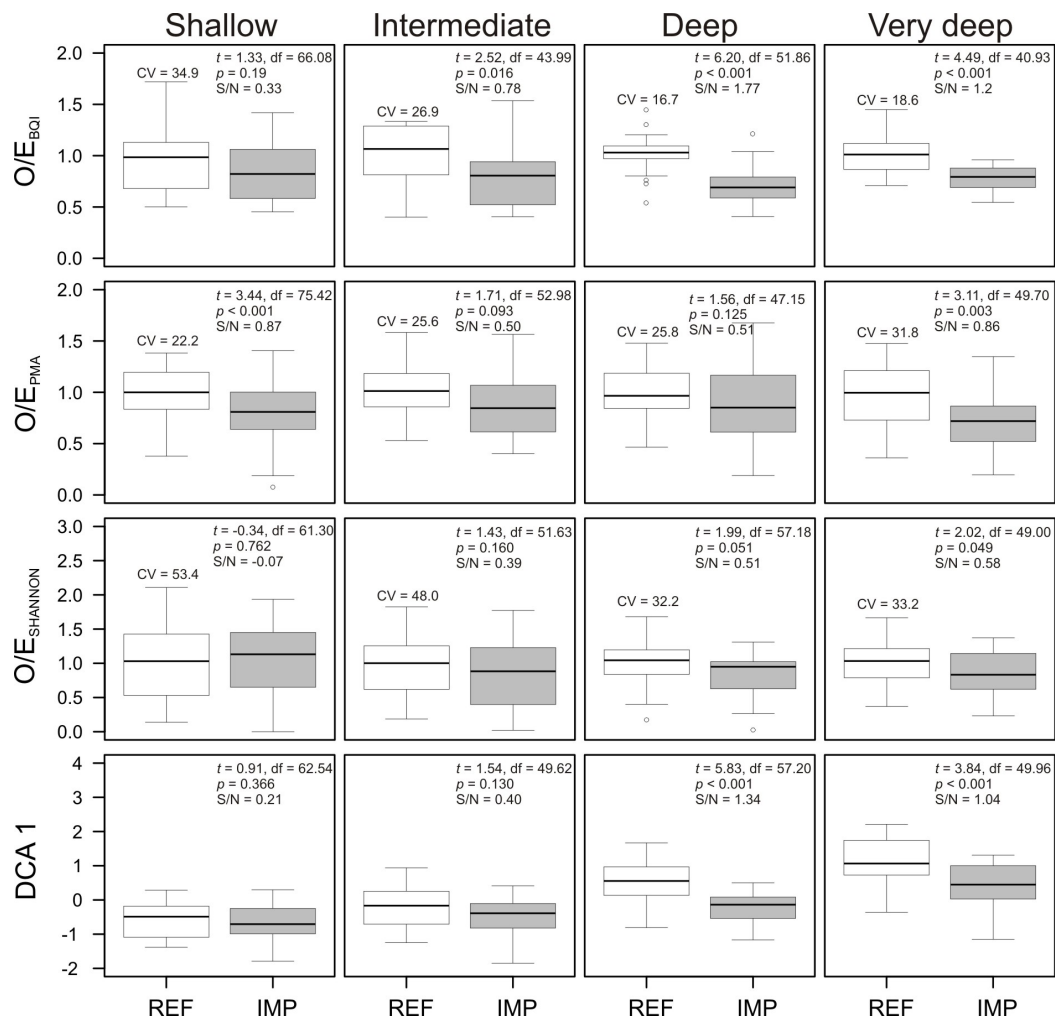 Shallow Intermediate Deep Very deep
O/E BQI
2.0
1.5
1.0
0.5
0.0
CV = 34.9
t = 1.33, df = 66.08
p = 0.19
S/N = 0.33
CV = 26.9
t = 2.52, df = 43.99
p = 0.016
S/N = 0.78
CV = 16.7
t = 6.20, df = 51.86
p < 0.001
S/N = 1.77
CV = 18.6
t = 4.49, df = 40.93
p < 0.001
S/N = 1.2
O/E PMA
2.0
1.5
1.0
0.5
0.0
CV = 22.2
t = 3.44, df = 75.42
p < 0.001
S/N = 0.87
CV = 25.6
t = 1.71, df = 52.98
p = 0.093
S/N = 0.50
CV = 25.8
t = 1.56, df = 47.15
p = 0.125
S/N = 0.51
CV = 31.8
t = 3.11, df = 49.70
p = 0.003
S/N = 0.86
O/E SHANNON
3.0
2.5
2.0
1.5
1.0
0.5
0.0
CV = 53.4
t = -0.34, df = 61.30
p = 0.762
S/N = -0.07
CV = 48.0
t = 1.43, df = 51.63
p = 0.160
S/N = 0.39
CV = 32.2
t = 1.99, df = 57.18
p = 0.051
S/N = 0.51
CV = 33.2
t = 2.02, df = 49.00
p = 0.049
S/N = 0.58
DCA 1
4
3
2
1
0
-1
-2
t = 0.91, df = 62.54
p = 0.366
S/N = 0.21
t = 1.54, df = 49.62
p = 0.130
S/N = 0.40
t = 5.83, df = 57.20
p < 0.001
S/N = 1.34
t = 3.84, df = 49.96
p < 0.001
S/N = 1.04
REF IMP REF IMP REF IMP REF IMP